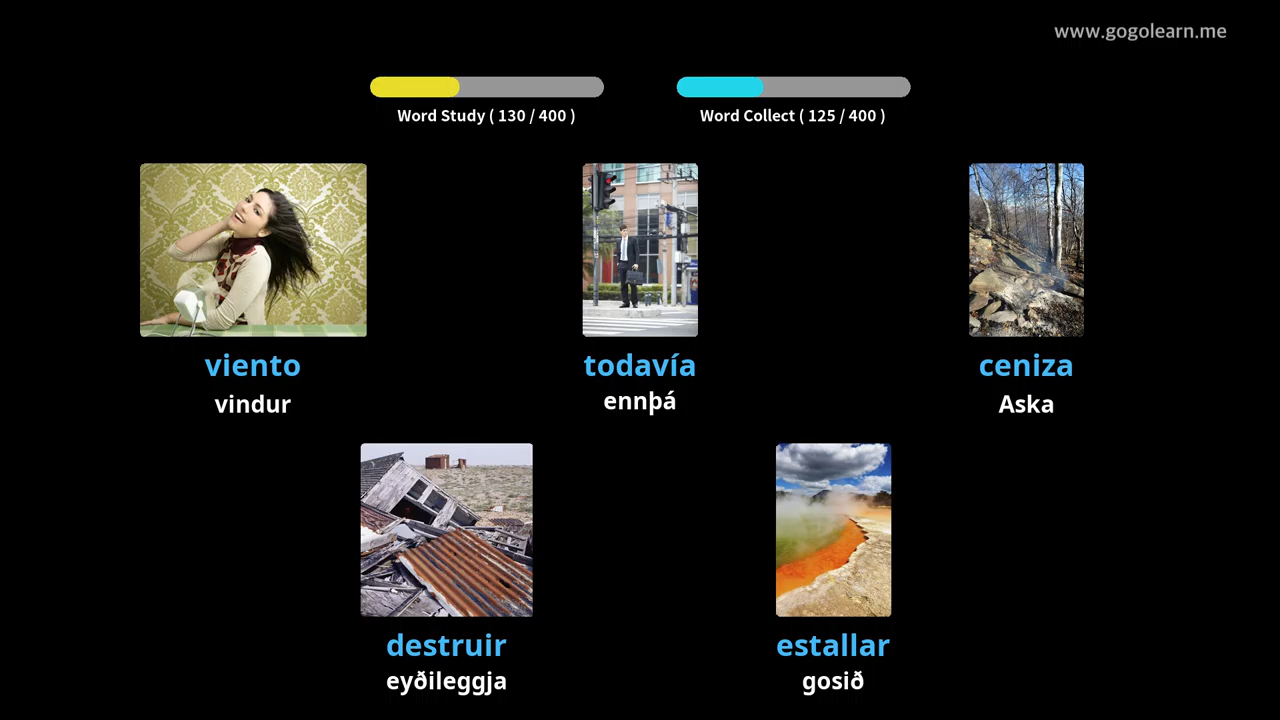 www.gogolearn.me
Word Study ( 130 / 400 )
Word Collect ( 125 / 400 )
viento
vindur
todavía
ennþá
ceniza
Aska
destruir
eyðileggja
estallar
gosið